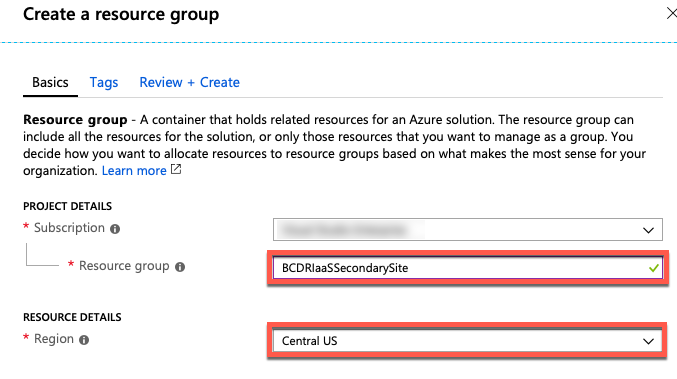 Create a resource group
Basics Tags Review + Create
Resource group - A container that holds related resources for an Azure solution. The resource group can
include all the resources for the solution, or only those resources that you want to manage as a group. You
decide how you want to allocate resources to resource groups based on what makes the most sense for your
organization. Learn more
PROJECT DETAILS
* Subscription
* Resource group
BCDRIaaSSecondarySite
RESOURCE DETAILS
* Region
Central US